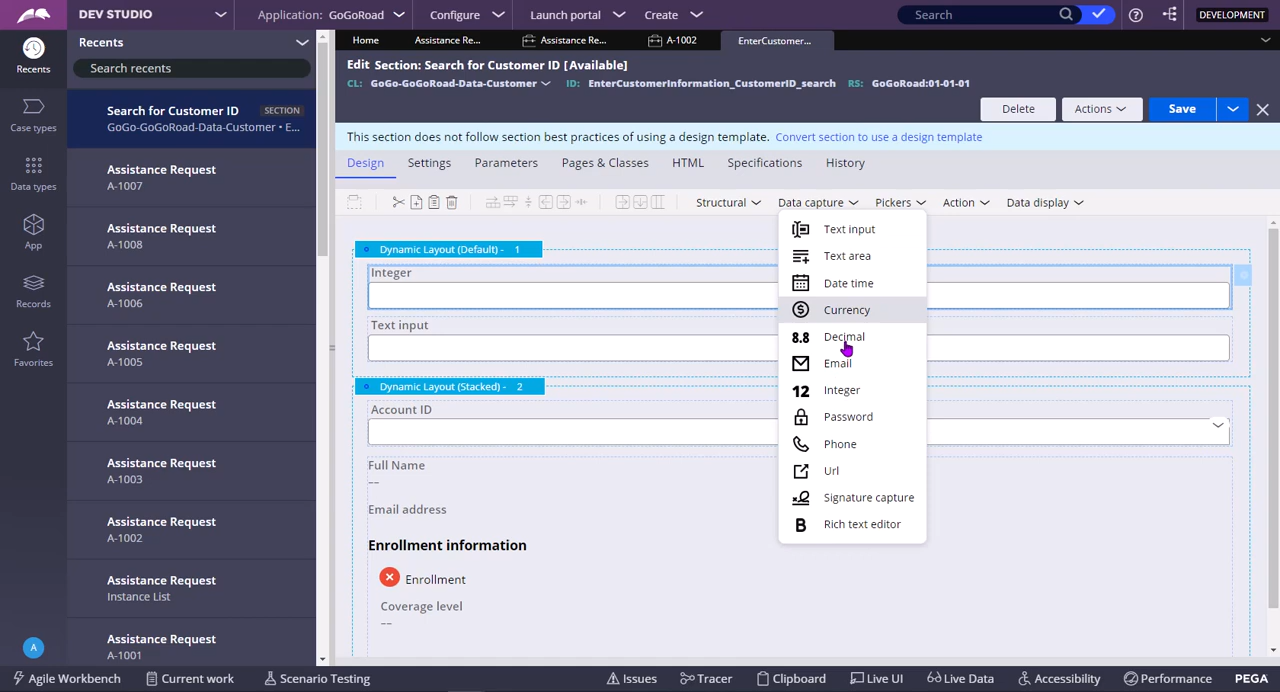 DEV STUDIO
Application: GoGoRoad
Configure
Launch portal
Create
Search
DEVELOPMENT
Recents
Case types
Data types
App
Records
Favorites
A
Recents
Search recents
Search for Customer ID SECTION
GoGo-GoGoRoad-Data-Customer • E...
Assistance Request
A-1007
Assistance Request
A-1008
Assistance Request
A-1006
Assistance Request
A-1005
Assistance Request
A-1004
Assistance Request
A-1003
Assistance Request
A-1002
Assistance Request
Instance List
Assistance Request
A-1001
Home
Assistance Re...
Assistance Re...
A-1002
EnterCustomer...
Edit Section: Search for Customer ID [Available]
CL: GoGo-GoGoRoad-Data-Customer ID: EnterCustomerInformation_CustomerID_search RS: GoGoRoad:01-01-01
Delete
Actions
Save
This section does not follow section best practices of using a design template. Convert section to use a design template
Design Settings Parameters Pages & Classes HTML Specifications History
Structural Data capture Pickers Action Data display
Text input
Text area
Date time
Currency
8.8 Decimal
Email
12 Integer
Password
Phone
Url
Signature capture
B Rich text editor
Dynamic Layout (Default) - 1
Integer
Text input
Dynamic Layout (Stacked) - 2
Account ID
Full Name
––
Email address
Enrollment information
Enrollment
Coverage level
––
Agile Workbench
Current work
Scenario Testing
Issues
Tracer
Clipboard
Live UI
Live Data
Accessibility
Performance
PEGA